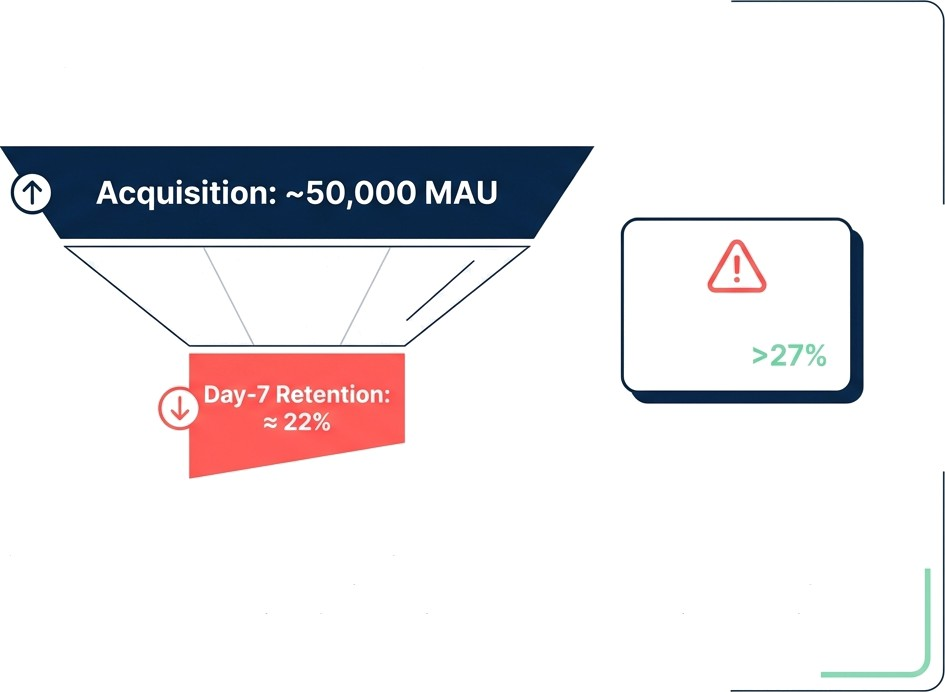 Acquisition: ~50,000 MAU
Day-7 Retention:
≈ 22%
>27%